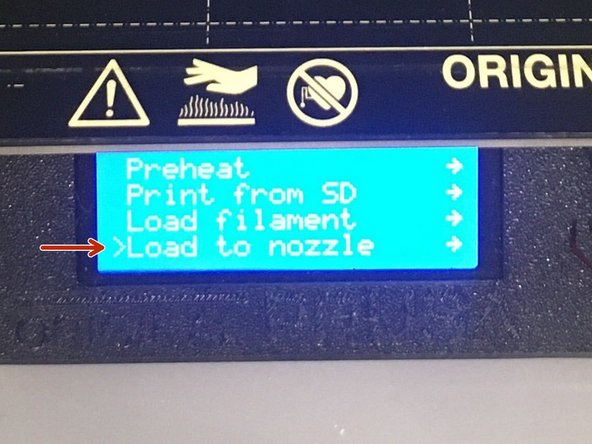 ORIGIN
Preheat
Print from SD
Load filament
>Load to nozzle